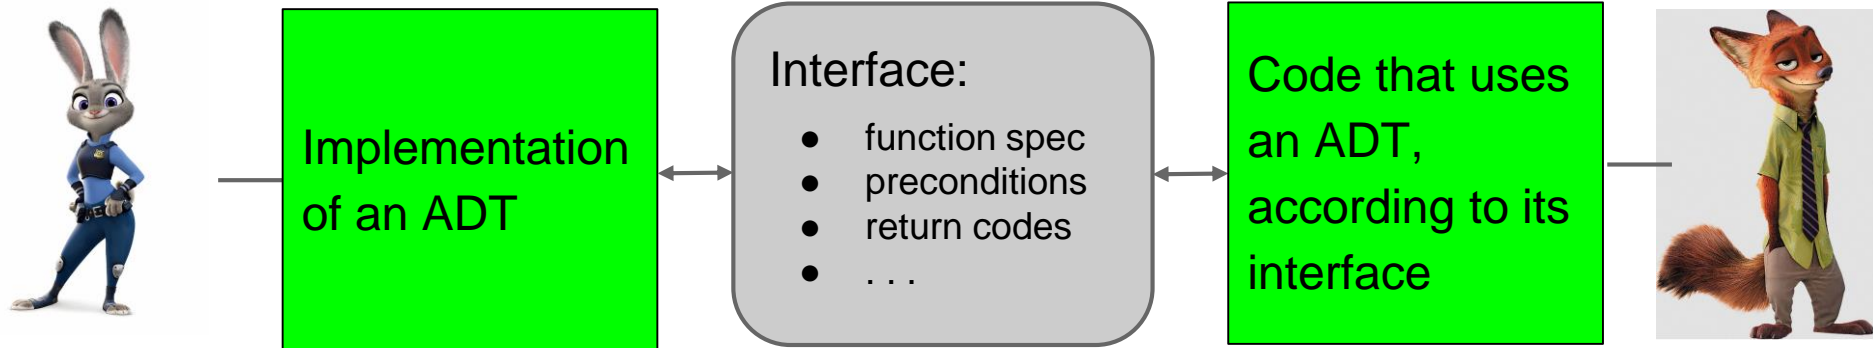 Implementation
of an ADT
Interface:
● function spec
● preconditions
● return codes
● . . .
Code that uses
an ADT,
according to its
interface